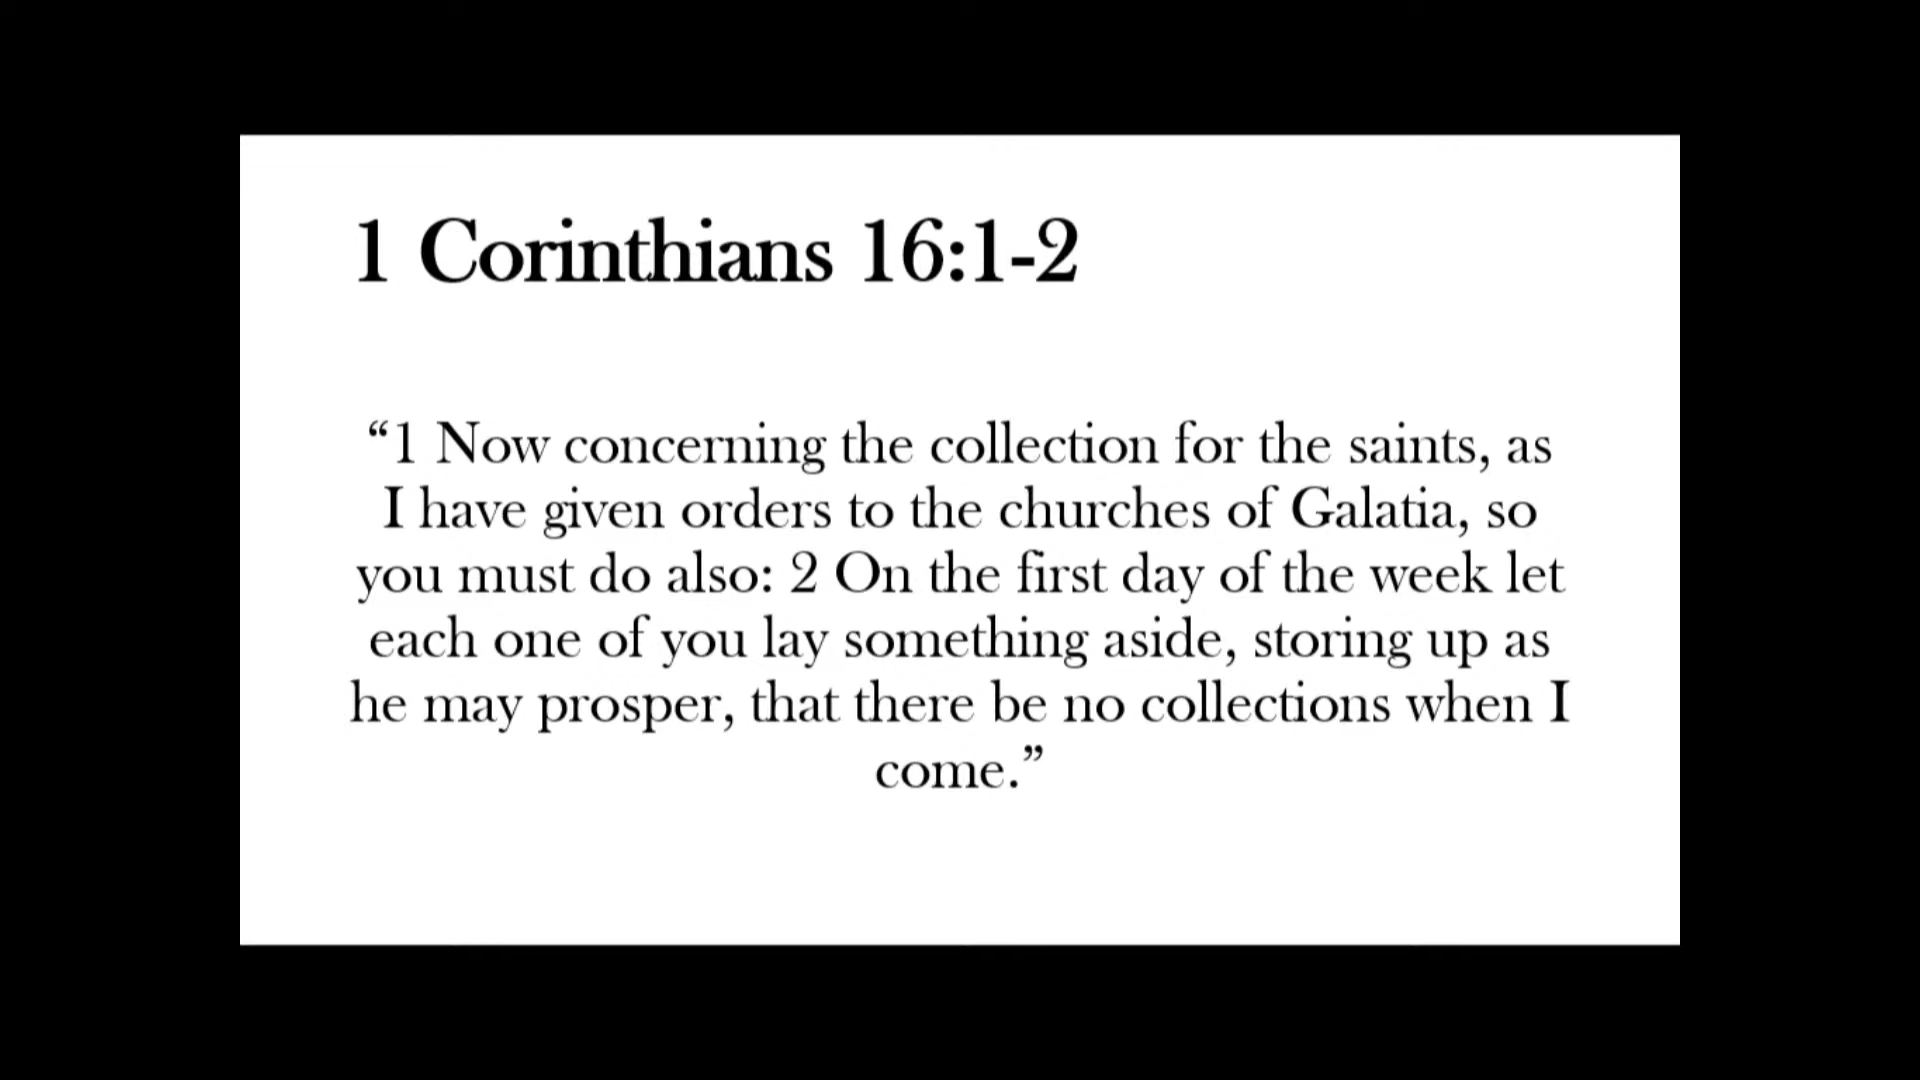 1 Corinthians 16:1-2
“1 Now concerning the collection for the saints, as
I have given orders to the churches of Galatia, so
you must do also: 2 On the first day of the week let
each one of you lay something aside, storing up as
he may prosper, that there be no collections when I
come.”